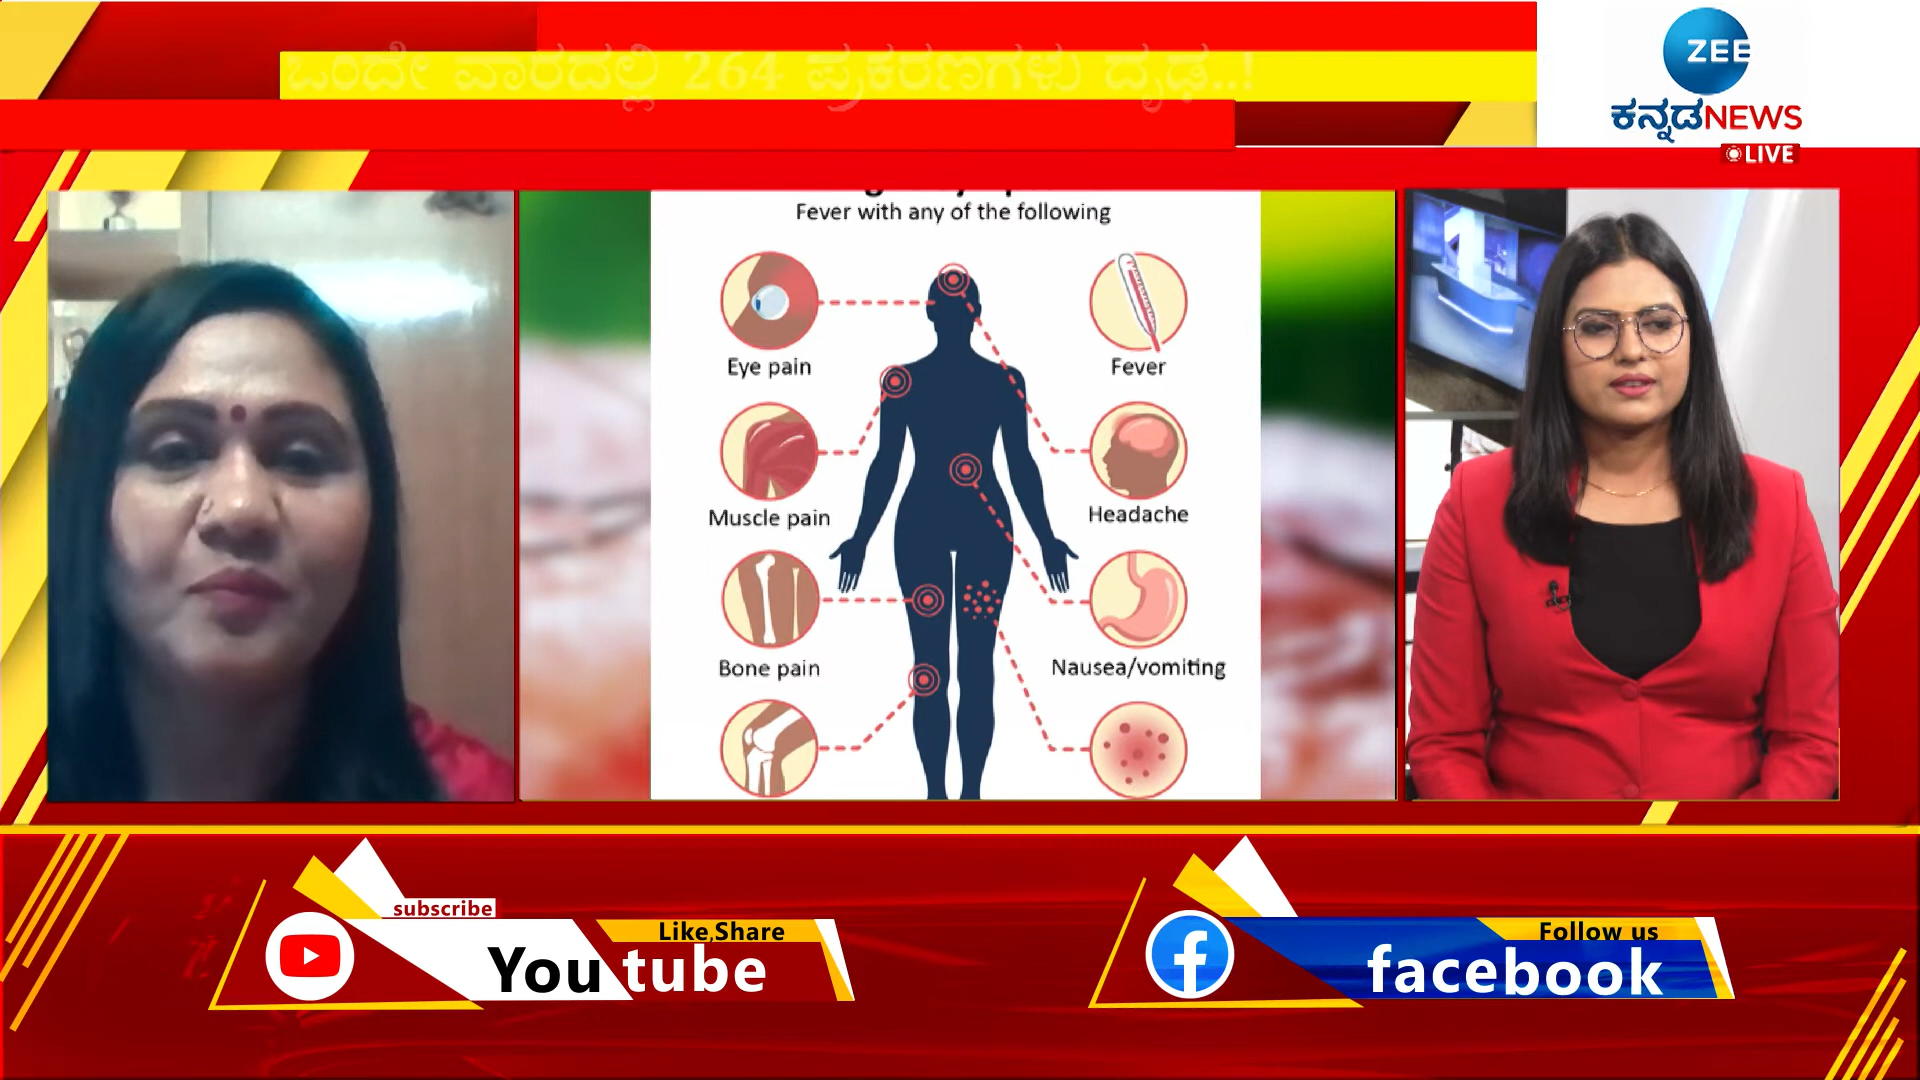 ಒಂದೇ ವಾರದಲ್ಲಿ 264 ಪ್ರಕರಣಗಳು ದೃಢ..!
ZEE
ಕನ್ನಡNEWS
LIVE
Fever with any of the following
Eye pain
Fever
Muscle pain
Headache
Bone pain
Nausea/vomiting
subscribe
Like,Share
You tube
Follow us
facebook